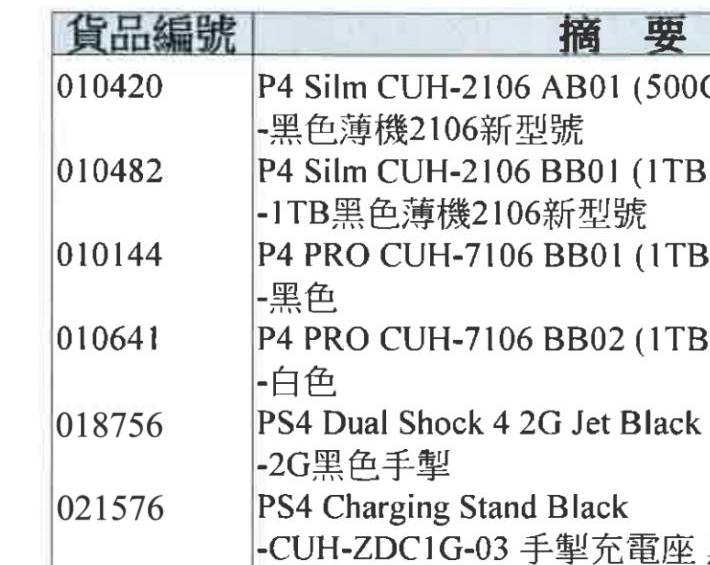 貨品編號 摘 要
010420 P4 Silm CUH-2106 AB01 (500
-黑色薄機2106新型號
010482 P4 Silm CUH-2106 BB01 (1TB
-1TB黑色薄機2106新型號
010144 P4 PRO CUH-7106 BB01 (1TB
-黑色
010641 P4 PRO CUH-7106 BB02 (1TB
-白色
018756 PS4 Dual Shock 4 2G Jet Black
-2G黑色手掣
021576 PS4 Charging Stand Black
-CUH-ZDC1G-03 手掣充電座